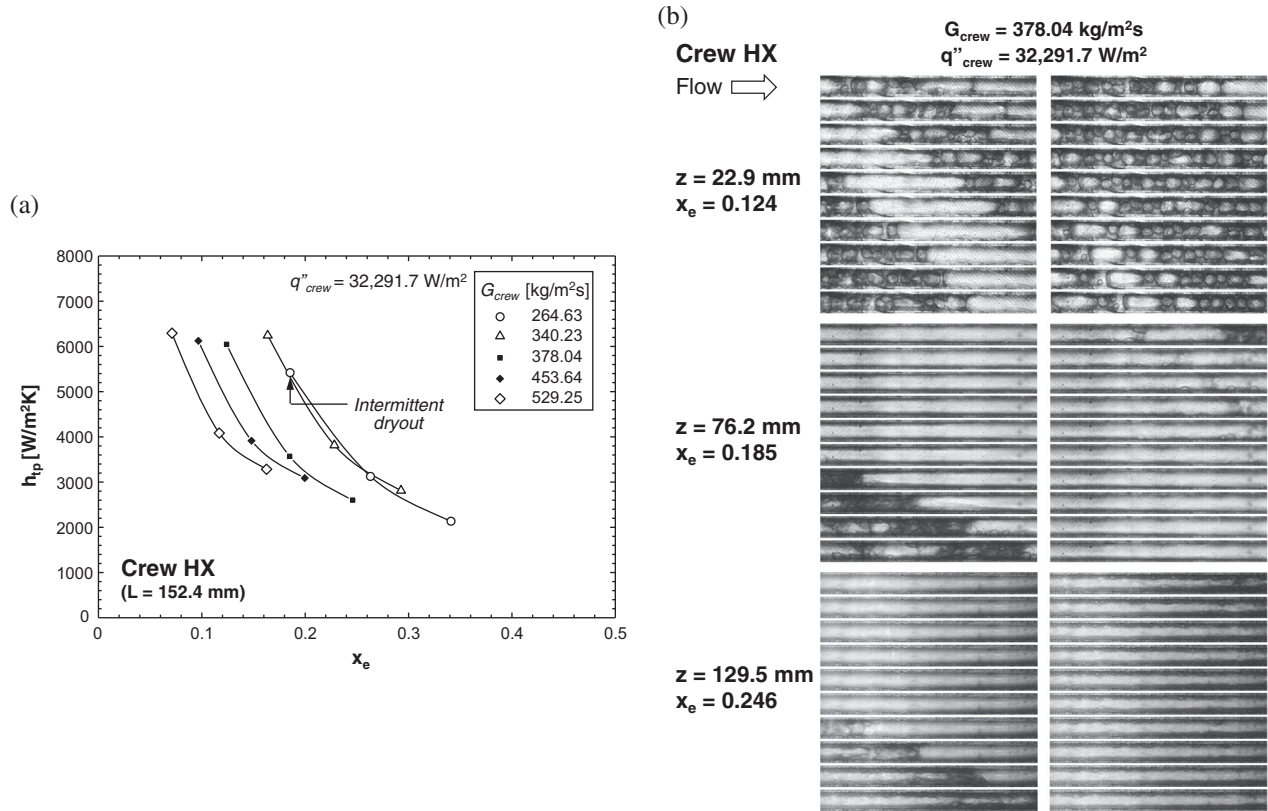 (a)
8000
7000
6000
5000
4000
3000
2000
1000
0
h_tp [W/m²K]
q"_crew = 32,291.7 W/m²
G_crew [kg/m²s]
264.63
340.23
378.04
453.64
529.25
Intermittent
dryout
Crew HX
(L = 152.4 mm)
0 0.1 0.2 0.3 0.4 0.5
x_e
(b)
G_crew = 378.04 kg/m²s
q"_crew = 32,291.7 W/m²
Crew HX
Flow
z = 22.9 mm
x_e = 0.124
z = 76.2 mm
x_e = 0.185
z = 129.5 mm
x_e = 0.246